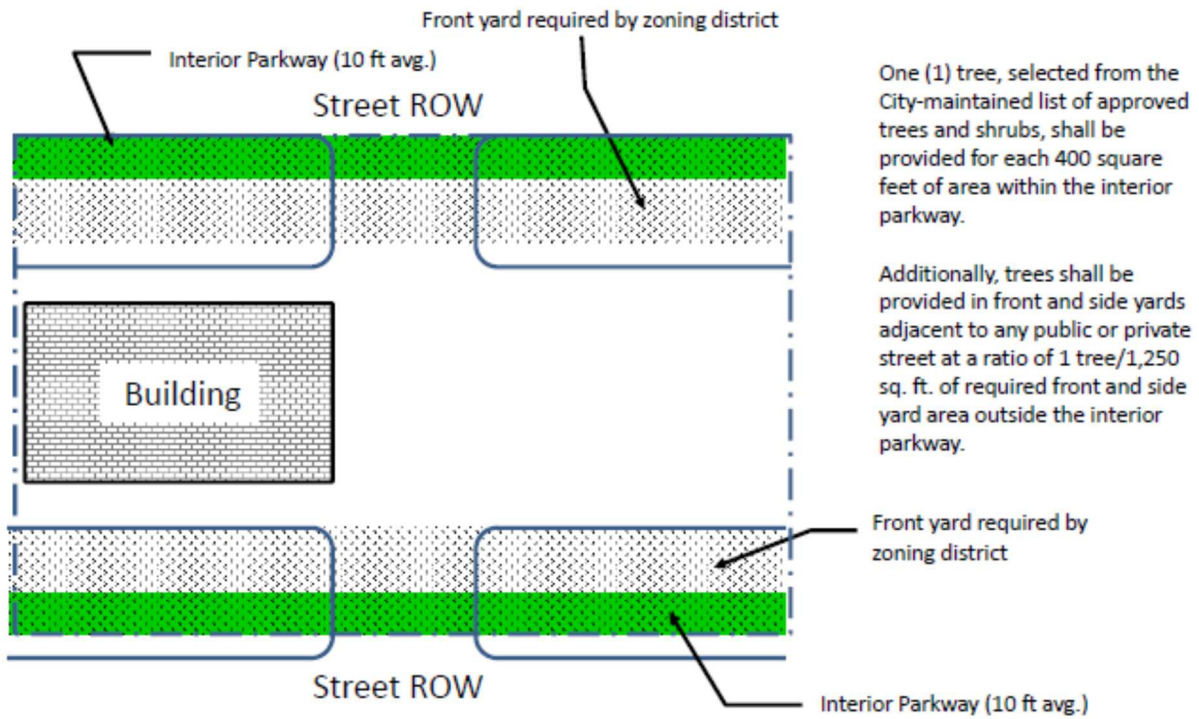 Front yard required by zoning district
Interior Parkway (10 ft avg.)
Street ROW
One (1) tree, selected from the
City-maintained list of approved
trees and shrubs, shall be
provided for each 400 square
feet of area within the interior
parkway.
Additionally, trees shall be
provided in front and side yards
adjacent to any public or private
street at a ratio of 1 tree/1,250
sq. ft. of required front and side
yard area outside the interior
parkway.
Building
Front yard required by
zoning district
Street ROW
Interior Parkway (10 ft avg.)